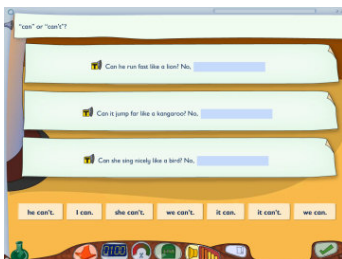 "can" or "can't"?
Can he run fast like a lion? No,
Can it jump far like a kangaroo? No,
Can she sing nicely like a bird? No,
he can't. I can. she can't. we can't. it can. it can't. we can.